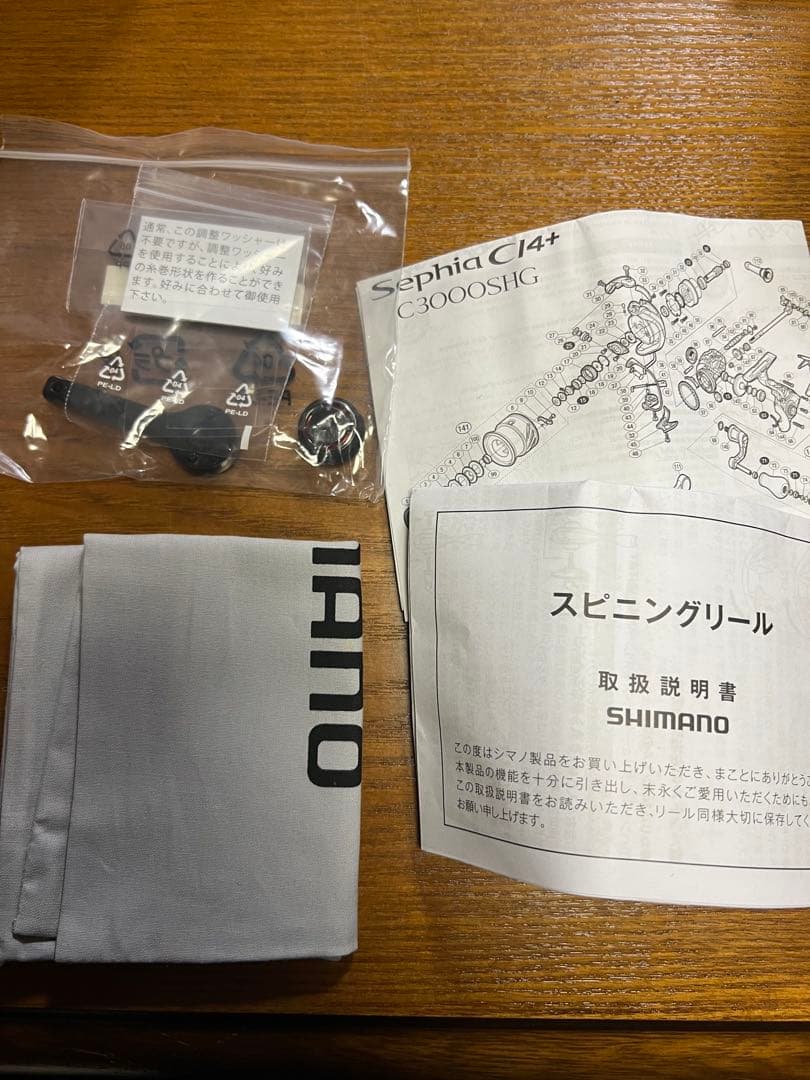 通常、この調整ワッシャーは
不要ですが、調整ワッシャー
を使用することにより、好み
の糸巻形状を作ることができ
ます。好みに合わせて御使用
下さい。
04
PE-LD
04
PE-LD
04
PE-LD
Sephia CI4+
C3000SHG
スピニングリール
取扱説明書
SHIMANO
この度はシマノ製品をお買い上げいただき、まことにありがとうご
本製品の機能を十分に引き出し、末永くご愛用いただくためにも
この取扱説明書をお読みいただき、リール同様大切に保存してく
お願い申し上げます。
IANO